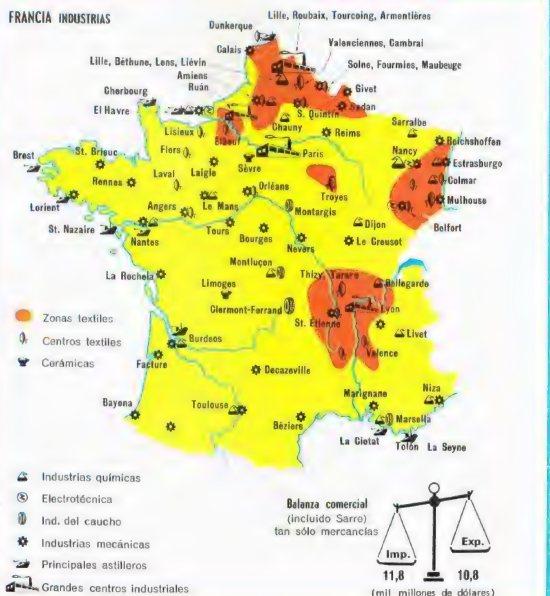 FRANCIA INDUSTRIAS
Lille, Roubaix, Tourcoing, Armentières
Dunkerque
Calais
Valenciennes, Cambrai
Lille, Béthune, Lens, Liévin
Solne, Fourmies, Maubeuge
Amiens
Ruán
Cherbourg
Givet
El Havre
Sedan
S. Quintín
Sarralbe
Chauny
Lisieux
Elbeuf
Reims
Reichshoffen
Brest
St. Brieuc
Flers
París
Nancy
Estrasburgo
Sèvre
Laval
Laigle
Rennes
Orléans
Colmar
Troyes
Lorient
Angers
Le Mans
Montargis
Mulhouse
St. Nazaire
Dijon
Belfort
Nantes
Tours
Bourges
Le Creusot
Nevers
Montluçon
La Rochela
Thizy
Tarare
Bellegarde
Limoges
Clermont-Ferrand
Lyon
St. Étienne
Livet
Zonas textiles
Centros textiles
Cerámicas
Burdeos
Valence
Facture
Decazeville
Marignane
Niza
Bayona
Toulouse
Béziers
Marsella
La Ciotat
Tolón
La Seyne
Industrias químicas
Electrotécnica
Ind. del caucho
Industrias mecánicas
Principales astilleros
Grandes centros industriales
Balanza comercial
(incluido Sarre)
tan sólo mercancías
Imp.
Exp.
11,8
10,8
(mil millones de dólares)